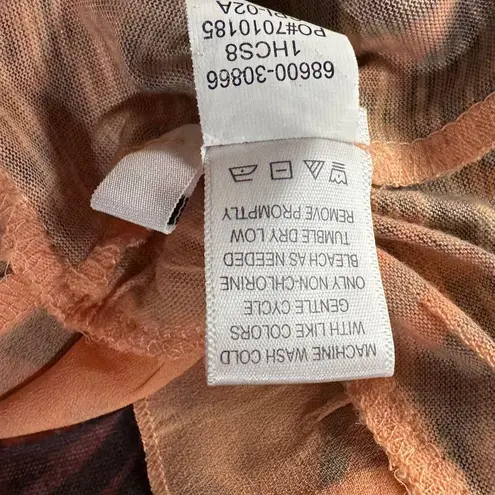 MACHINE WASH COLD
WITH LIKE COLORS
GENTLE CYCLE
ONLY NON-CHLORINE
BLEACH AS NEEDED
TUMBLE DRY LOW
REMOVE PROMPTLY
68600-30866
1HCS8
PO#7010185